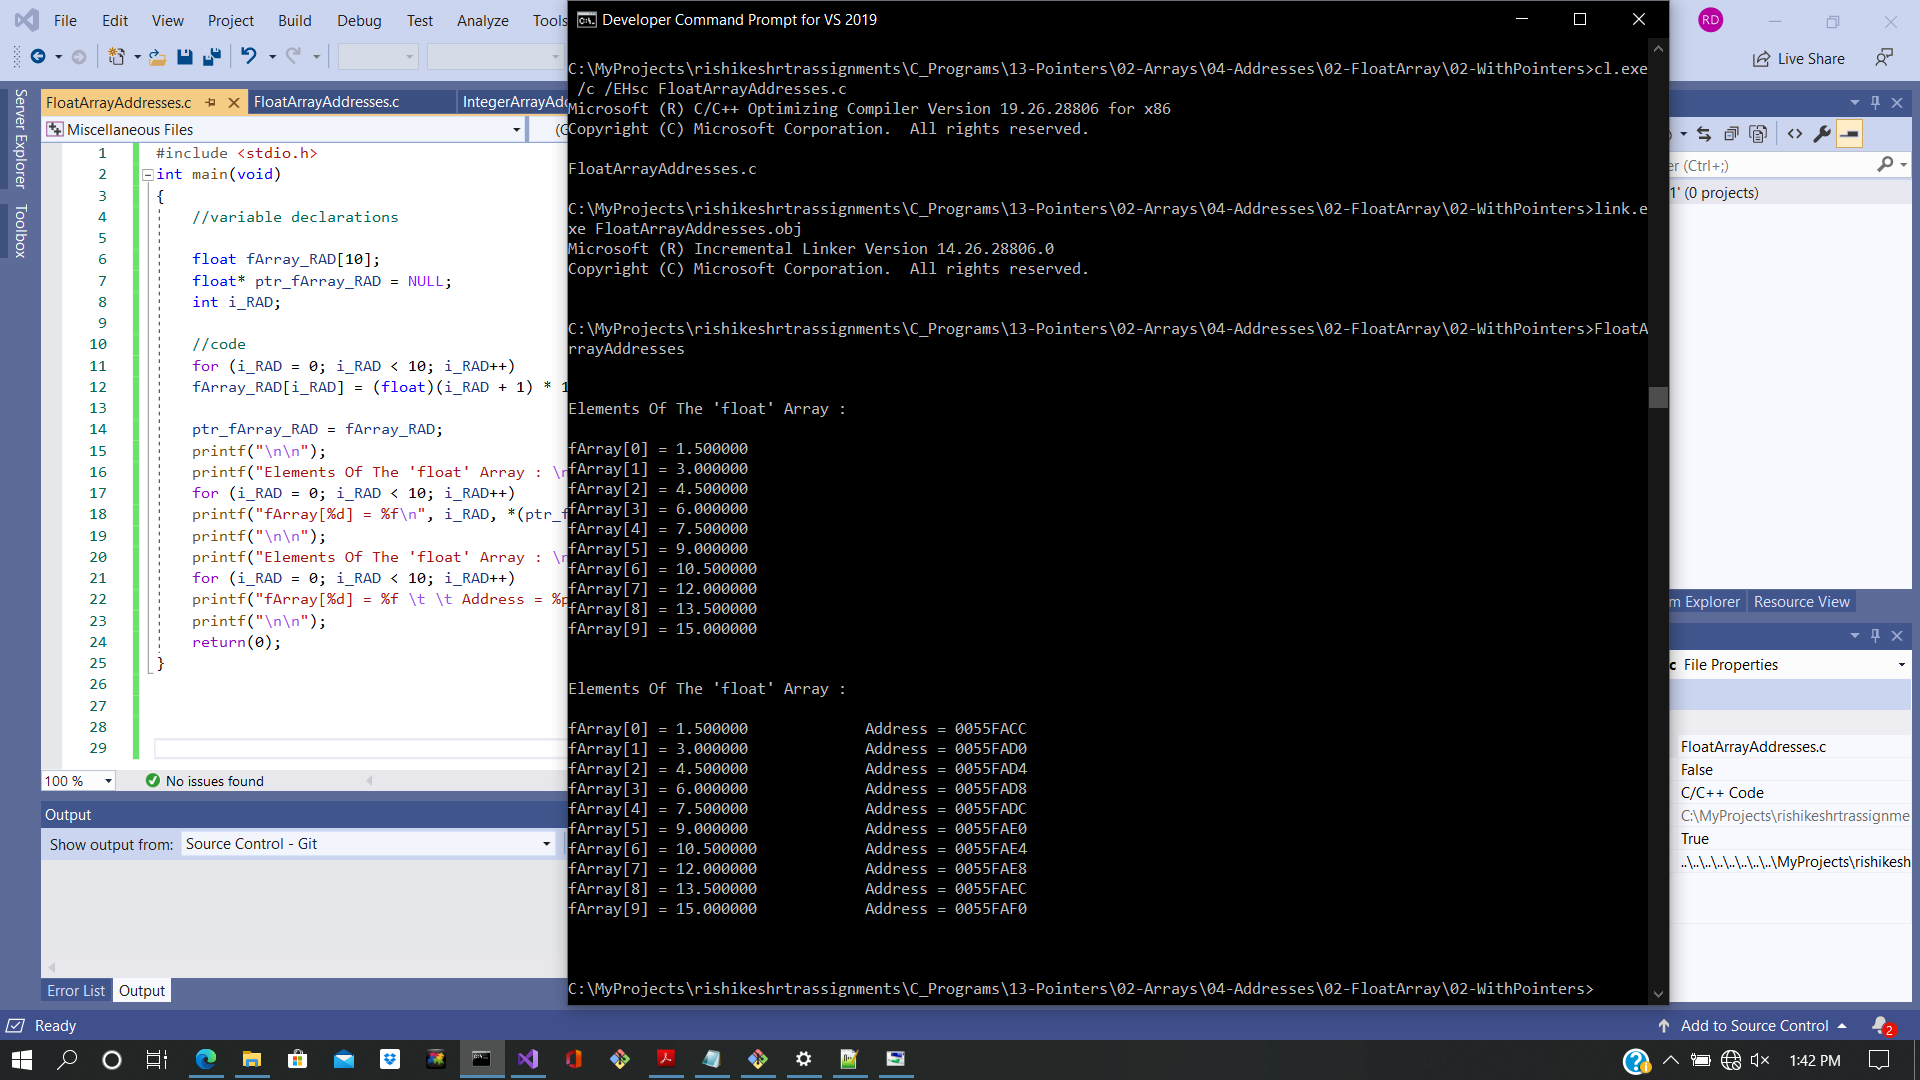 File Edit View Project Build Debug Test Analyze Tools
Developer Command Prompt for VS 2019
RD
Live Share
Server Explorer
Toolbox
FloatArrayAddresses.c
FloatArrayAddresses.c
IntegerArrayAdd
Miscellaneous Files
1 #include <stdio.h>
2 int main(void)
3 {
4 //variable declarations
5
6 float fArray_RAD[10];
7 float* ptr_fArray_RAD = NULL;
8 int i_RAD;
9
10 //code
11 for (i_RAD = 0; i_RAD < 10; i_RAD++)
12 fArray_RAD[i_RAD] = (float)(i_RAD + 1) * 1
13
14 ptr_fArray_RAD = fArray_RAD;
15 printf("\n\n");
16 printf("Elements Of The 'float' Array : \n
17 for (i_RAD = 0; i_RAD < 10; i_RAD++)
18 printf("fArray[%d] = %f\n", i_RAD, *(ptr_f
19 printf("\n\n");
20 printf("Elements Of The 'float' Array : \n
21 for (i_RAD = 0; i_RAD < 10; i_RAD++)
22 printf("fArray[%d] = %f \t \t Address = %p
23 printf("\n\n");
24 return(0);
25 }
26
27
28
29
100 %
No issues found
Output
Show output from: Source Control - Git
Error List Output
Ready
C:\MyProjects\rishikeshrtrassignments\C_Programs\13-Pointers\02-Arrays\04-Addresses\02-FloatArray\02-WithPointers>cl.exe
/c /EHsc FloatArrayAddresses.c
Microsoft (R) C/C++ Optimizing Compiler Version 19.26.28806 for x86
Copyright (C) Microsoft Corporation.  All rights reserved.
FloatArrayAddresses.c
C:\MyProjects\rishikeshrtrassignments\C_Programs\13-Pointers\02-Arrays\04-Addresses\02-FloatArray\02-WithPointers>link.e
xe FloatArrayAddresses.obj
Microsoft (R) Incremental Linker Version 14.26.28806.0
Copyright (C) Microsoft Corporation.  All rights reserved.
C:\MyProjects\rishikeshrtrassignments\C_Programs\13-Pointers\02-Arrays\04-Addresses\02-FloatArray\02-WithPointers>FloatA
rrayAddresses
Elements Of The 'float' Array :
fArray[0] = 1.500000
fArray[1] = 3.000000
fArray[2] = 4.500000
fArray[3] = 6.000000
fArray[4] = 7.500000
fArray[5] = 9.000000
fArray[6] = 10.500000
fArray[7] = 12.000000
fArray[8] = 13.500000
fArray[9] = 15.000000
Elements Of The 'float' Array :
fArray[0] = 1.500000 Address = 0055FACC
fArray[1] = 3.000000 Address = 0055FAD0
fArray[2] = 4.500000 Address = 0055FAD4
fArray[3] = 6.000000 Address = 0055FAD8
fArray[4] = 7.500000 Address = 0055FADC
fArray[5] = 9.000000 Address = 0055FAE0
fArray[6] = 10.500000 Address = 0055FAE4
fArray[7] = 12.000000 Address = 0055FAE8
fArray[8] = 13.500000 Address = 0055FAEC
fArray[9] = 15.000000 Address = 0055FAF0
C:\MyProjects\rishikeshrtrassignments\C_Programs\13-Pointers\02-Arrays\04-Addresses\02-FloatArray\02-WithPointers>
er (Ctrl+;)
1' (0 projects)
m Explorer Resource View
c File Properties
FloatArrayAddresses.c
False
C/C++ Code
C:\MyProjects\rishikeshrtrassignme
True
..\..\..\..\..\..\..\..\MyProjects\rishikesh
Add to Source Control
2
1:42 PM